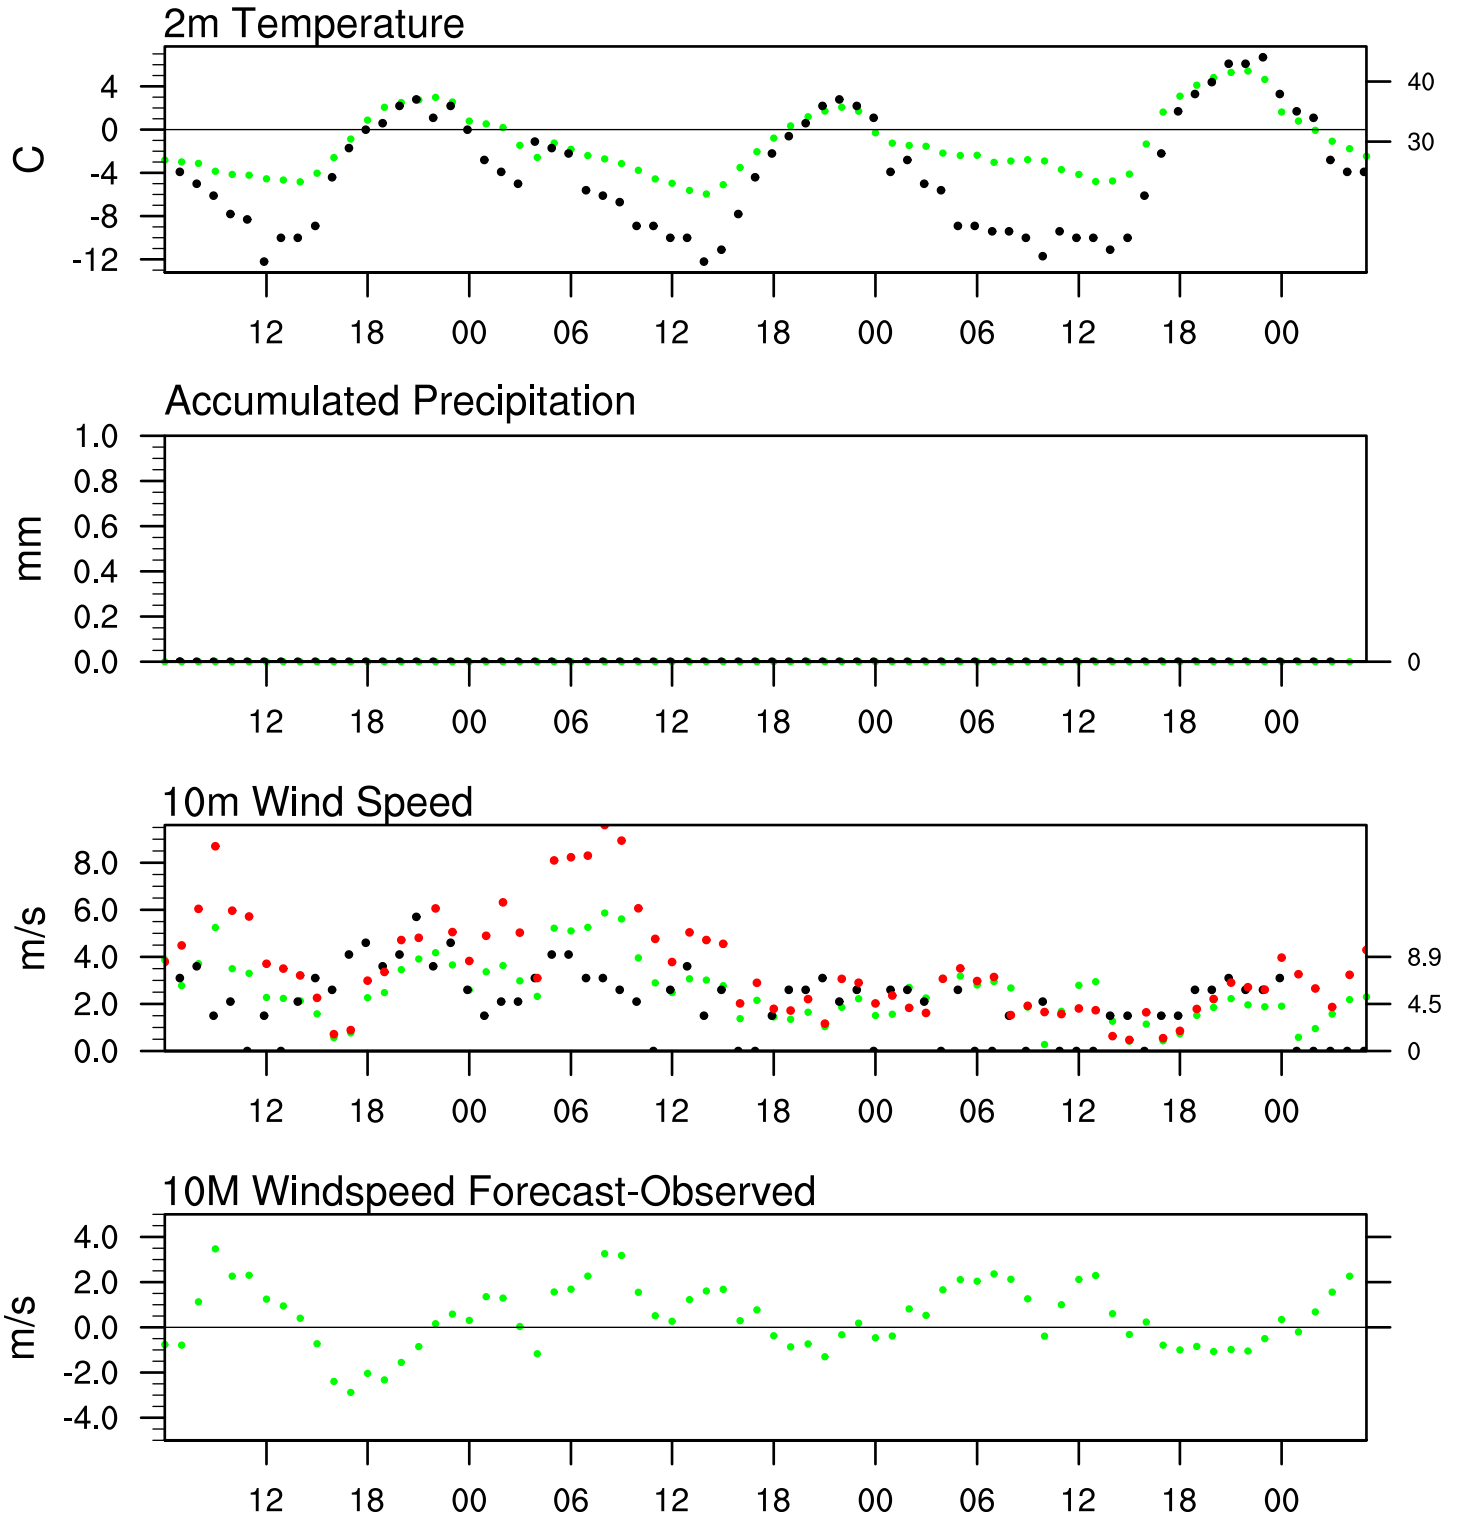 2m Temperature
4
0
-4
-8
-12
C
40
30
12 18 00 06 12 18 00 06 12 18 00
Accumulated Precipitation
1.0
0.8
0.6
0.4
0.2
0.0
mm
0
12 18 00 06 12 18 00 06 12 18 00
10m Wind Speed
8.0
6.0
4.0
2.0
0.0
m/s
8.9
4.5
0
12 18 00 06 12 18 00 06 12 18 00
10M Windspeed Forecast-Observed
4.0
2.0
0.0
-2.0
-4.0
m/s
12 18 00 06 12 18 00 06 12 18 00